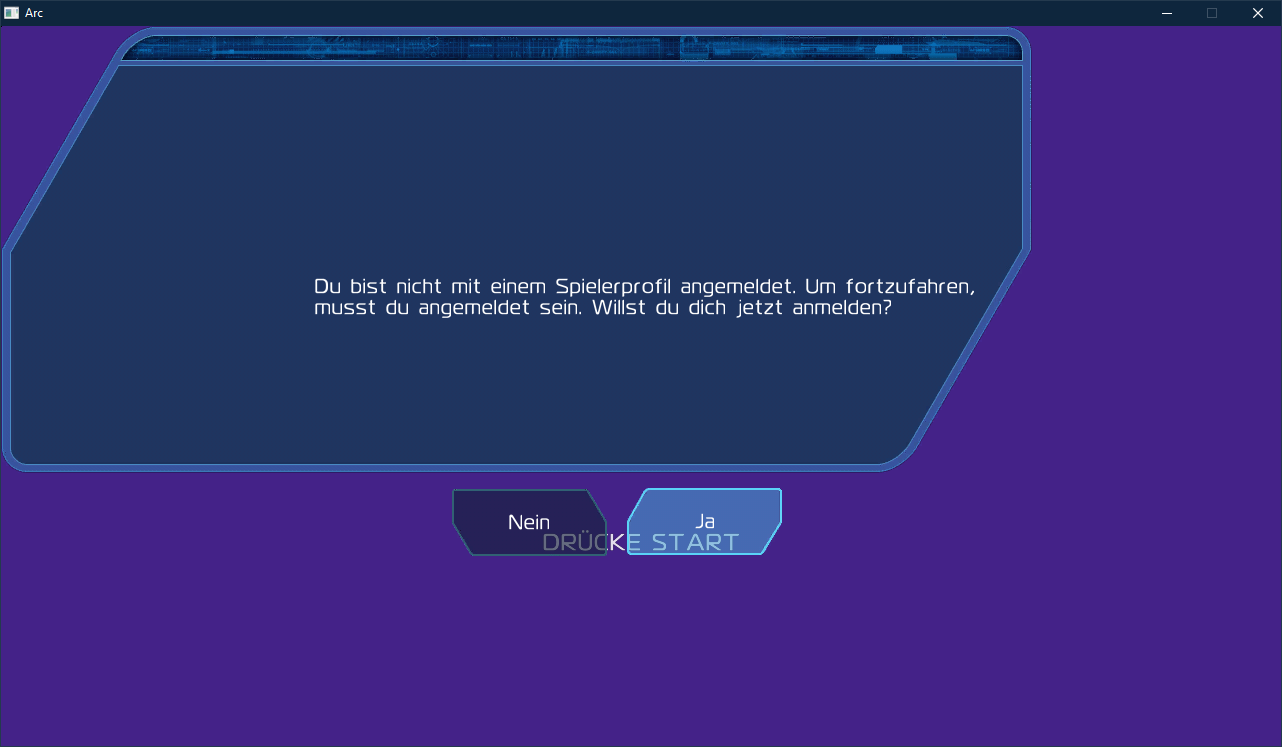 Arc
Du bist nicht mit einem Spielerprofil angemeldet. Um fortzufahren,
musst du angemeldet sein. Willst du dich jetzt anmelden?
Nein
Ja
DRÜCKE START